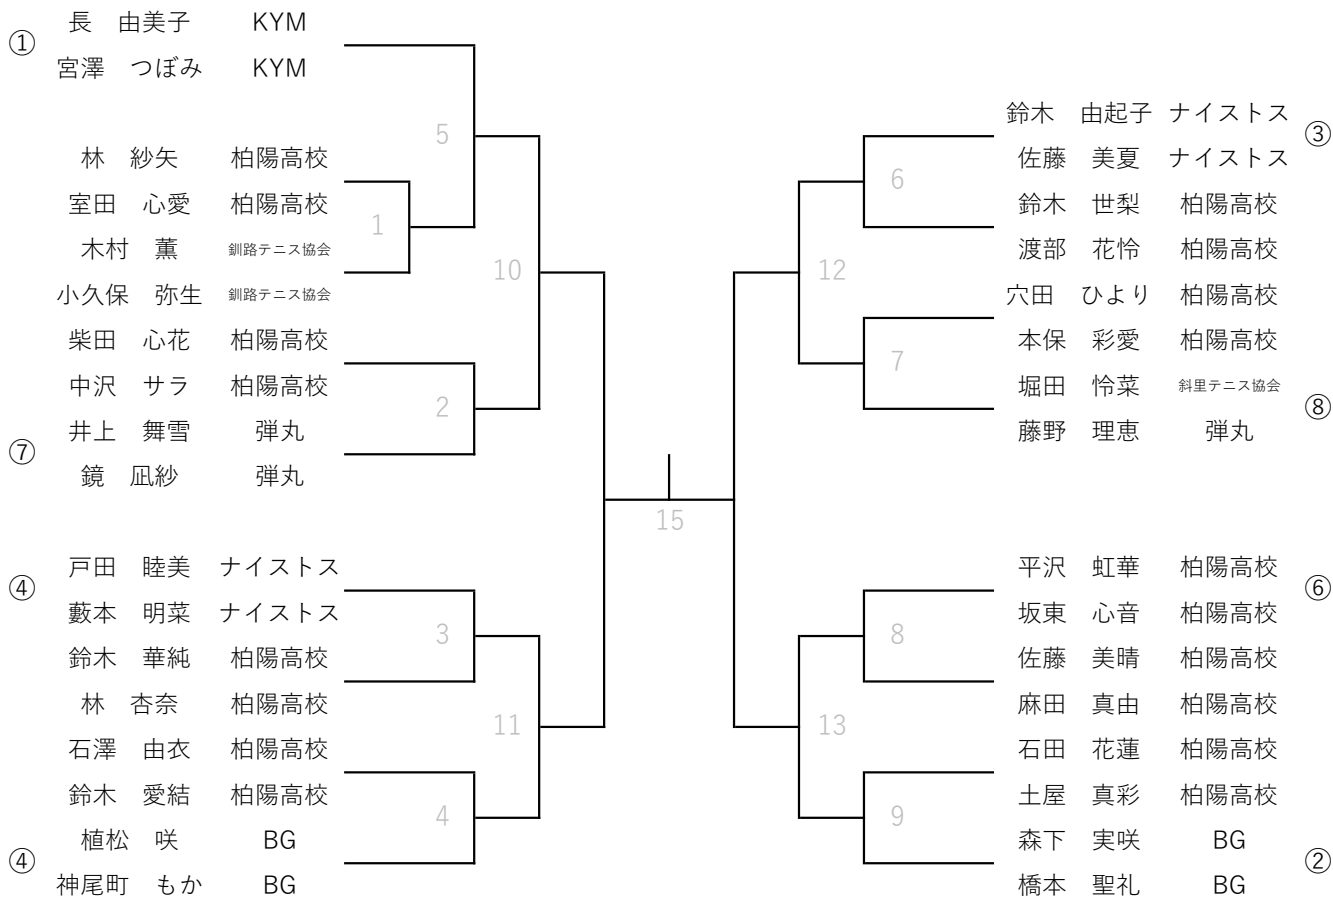 ① 長　由美子 KYM
宮澤　つぼみ KYM
5
林　紗矢 柏陽高校
室田　心愛 柏陽高校
1
木村　薫 釧路テニス協会
10
小久保　弥生 釧路テニス協会
柴田　心花 柏陽高校
中沢　サラ 柏陽高校
2
⑦ 井上　舞雪 弾丸
鏡　凪紗 弾丸
④ 戸田　睦美 ナイストス
藪本　明菜 ナイストス
3
鈴木　華純 柏陽高校
林　杏奈 柏陽高校
11
石澤　由衣 柏陽高校
鈴木　愛結 柏陽高校
4
④ 植松　咲 BG
神尾町　もか BG
15
鈴木　由起子 ナイストス ③
佐藤　美夏 ナイストス
6
鈴木　世梨 柏陽高校
渡部　花怜 柏陽高校
12
穴田　ひより 柏陽高校
本保　彩愛 柏陽高校
7
堀田　怜菜 斜里テニス協会 ⑧
藤野　理恵 弾丸
平沢　虹華 柏陽高校 ⑥
坂東　心音 柏陽高校
8
佐藤　美晴 柏陽高校
麻田　真由 柏陽高校
13
石田　花蓮 柏陽高校
土屋　真彩 柏陽高校
9
森下　実咲 BG ②
橋本　聖礼 BG